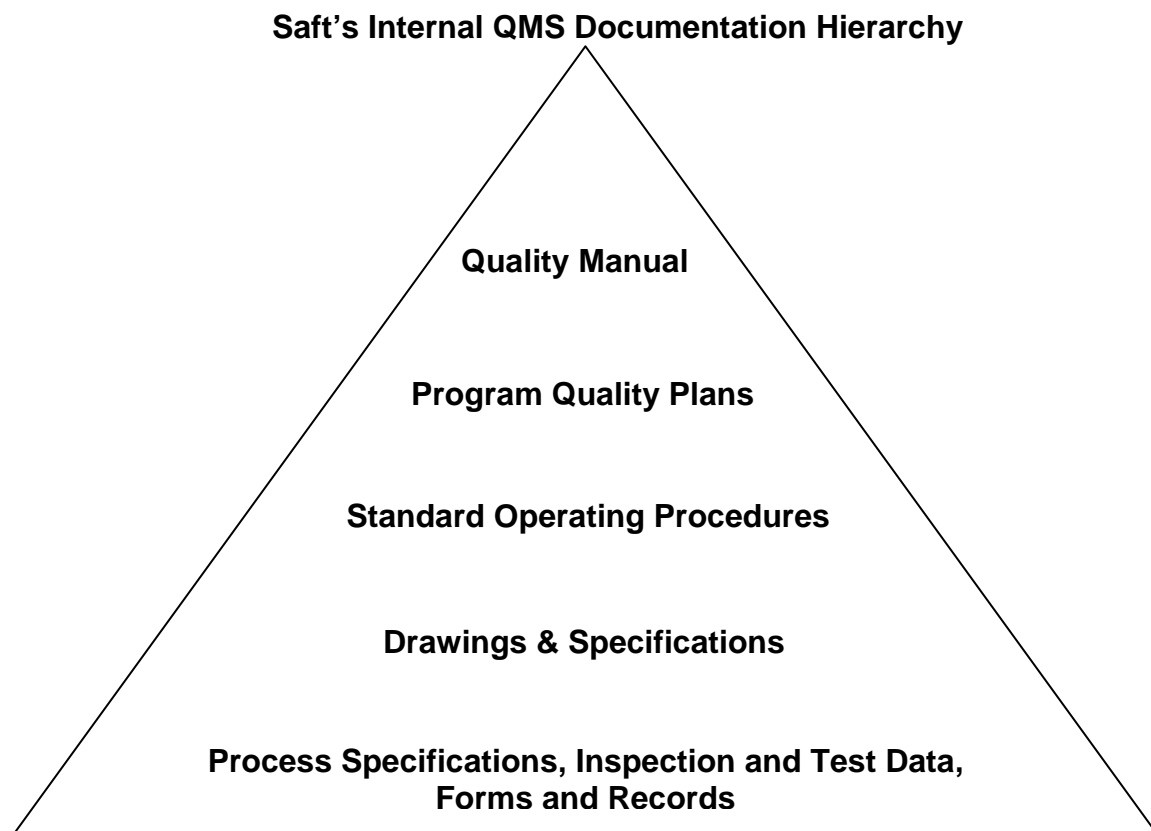 Saft’s Internal QMS Documentation Hierarchy
Quality Manual
Program Quality Plans
Standard Operating Procedures
Drawings & Specifications
Process Specifications, Inspection and Test Data,
Forms and Records